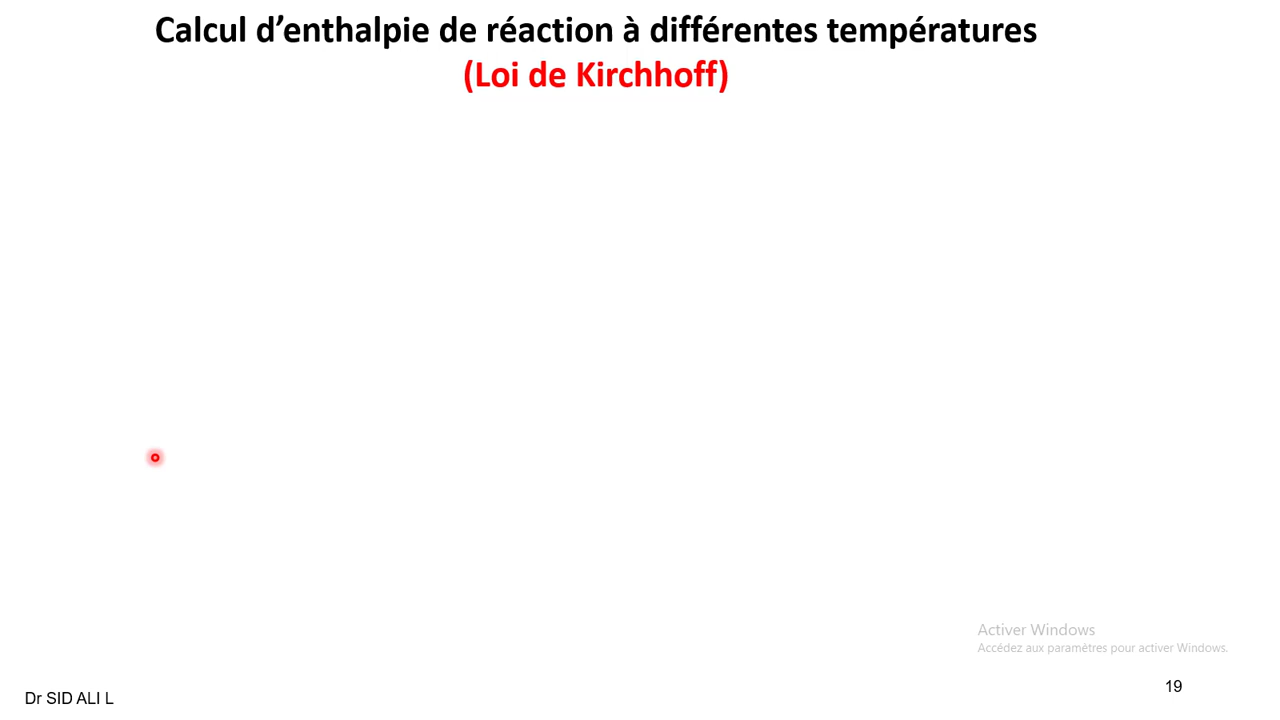 Calcul d’enthalpie de réaction à différentes températures
(Loi de Kirchhoff)
Activer Windows
Accédez aux paramètres pour activer Windows.
19
Dr SID ALI L